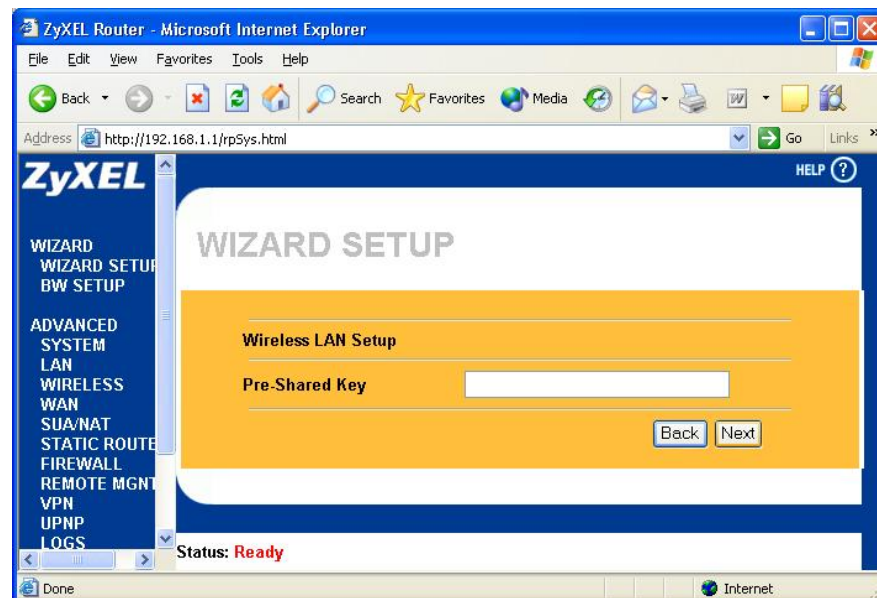 ZyXEL Router - Microsoft Internet Explorer
File Edit View Favorites Tools Help
Back Search Favorites Media
Address http://192.168.1.1/rpSys.html Go Links »
ZyXEL
HELP ?
WIZARD
WIZARD SETUP
BW SETUP
ADVANCED
SYSTEM
LAN
WIRELESS
WAN
SUA/NAT
STATIC ROUTE
FIREWALL
REMOTE MGNT
VPN
UPNP
LOGS
WIZARD SETUP
Wireless LAN Setup
Pre-Shared Key
Back Next
Status: Ready
Done Internet